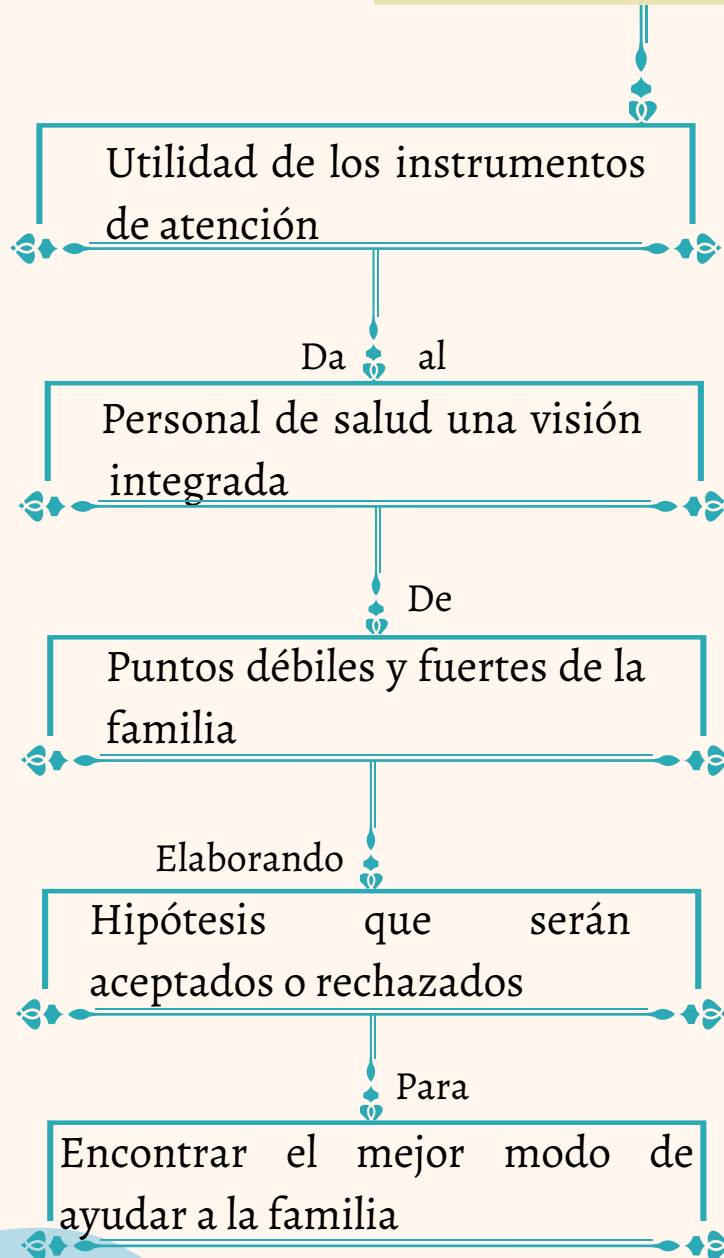 Utilidad de los instrumentos
de atención
Da al
Personal de salud una visión
integrada
De
Puntos débiles y fuertes de la
familia
Elaborando
Hipótesis que serán
aceptados o rechazados
Para
Encontrar el mejor modo de
ayudar a la familia